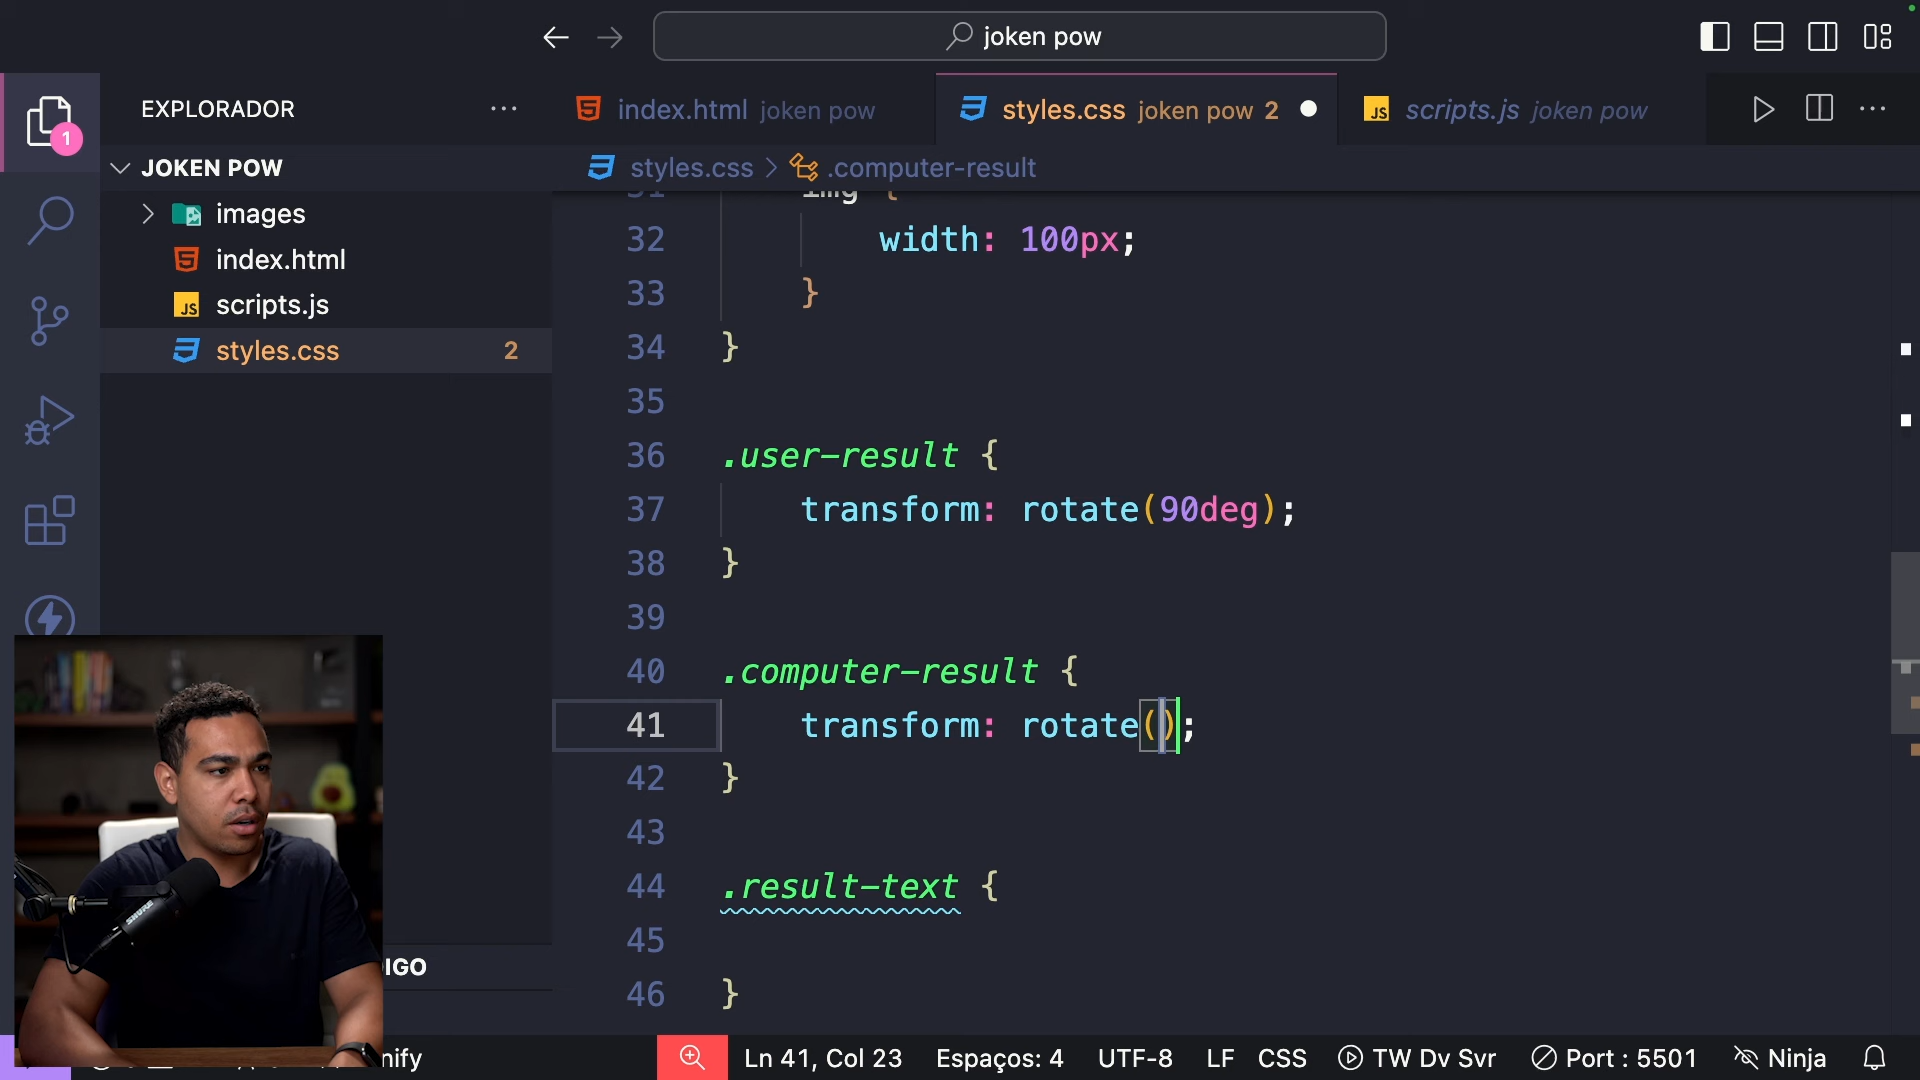 joken pow
EXPLORADOR
index.html joken pow
styles.css joken pow 2
scripts.js joken pow
1
JOKEN POW
styles.css > .computer-result
images
index.html
scripts.js
styles.css 2
31 img {
32 width: 100px;
33 }
34 }
35
36 .user-result {
37 transform: rotate(90deg);
38 }
39
40 .computer-result {
41 transform: rotate();
42 }
43
44 .result-text {
45
46 }
IGO
SHURE
nify
Ln 41, Col 23 Espaços: 4 UTF-8 LF CSS TW Dv Svr Port : 5501 Ninja